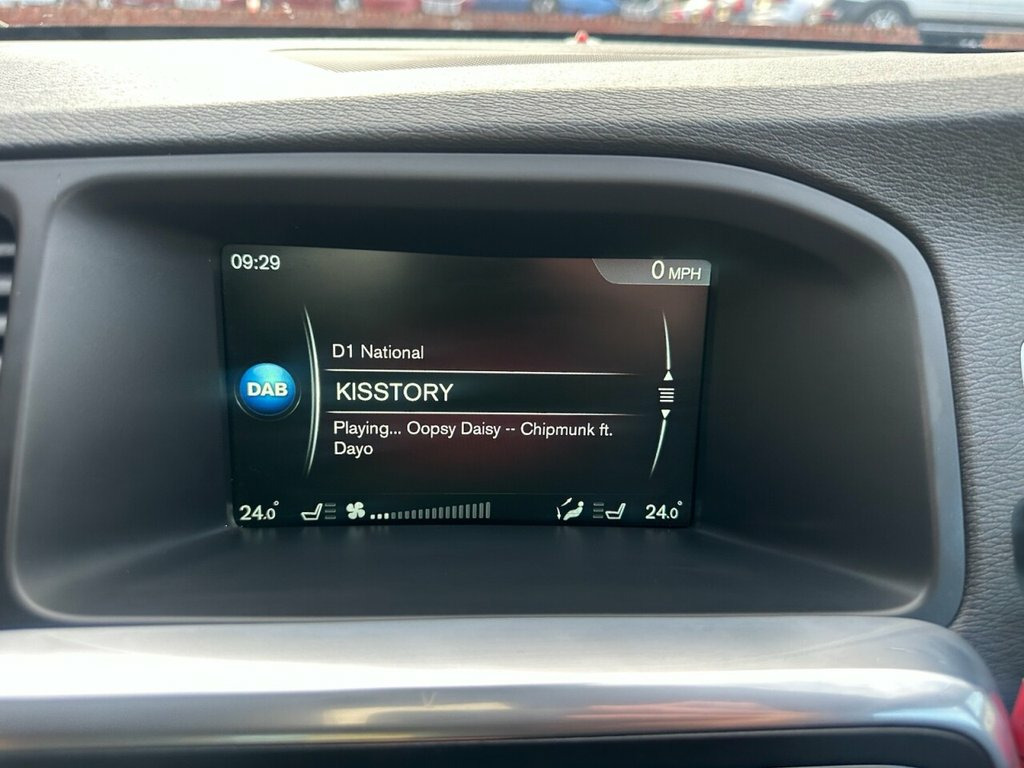 09:29
0 MPH
D1 National
DAB
KISSTORY
Playing... Oopsy Daisy -- Chipmunk ft.
Dayo
24.0° 24.0°